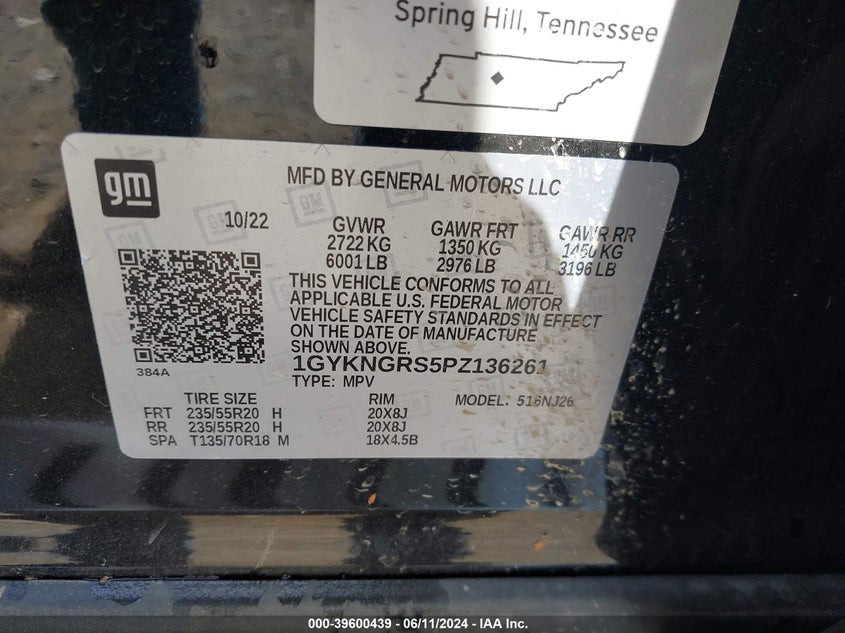 Spring Hill, Tennessee
gm
MFD BY GENERAL MOTORS LLC
10/22 GVWR GAWR FRT GAWR RR
2722 KG 1350 KG 1450 KG
6001 LB 2976 LB 3196 LB
THIS VEHICLE CONFORMS TO ALL
APPLICABLE U.S. FEDERAL MOTOR
VEHICLE SAFETY STANDARDS IN EFFECT
ON THE DATE OF MANUFACTURE
SHOWN ABOVE.
384A
1GYKNGRS5PZ136261
TYPE: MPV
TIRE SIZE RIM MODEL: 516NJ26
FRT 235/55R20 H 20X8J
RR 235/55R20 H 20X8J
SPA T135/70R18 M 18X4.5B
000-39600439 - 06/11/2024 - IAA Inc.